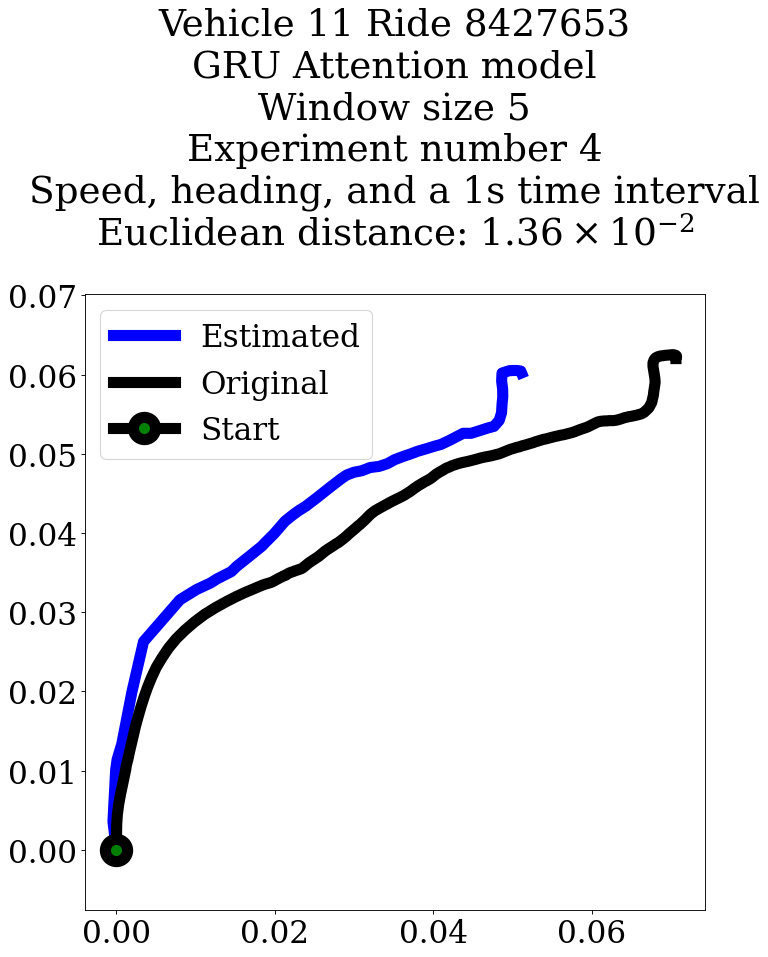 Vehicle 11 Ride 8427653
GRU Attention model
Window size 5
Experiment number 4
Speed, heading, and a 1s time interval
Euclidean distance: 1.36 × 10⁻²
0.07
0.06
0.05
0.04
0.03
0.02
0.01
0.00
Estimated
Original
Start
0.00 0.02 0.04 0.06